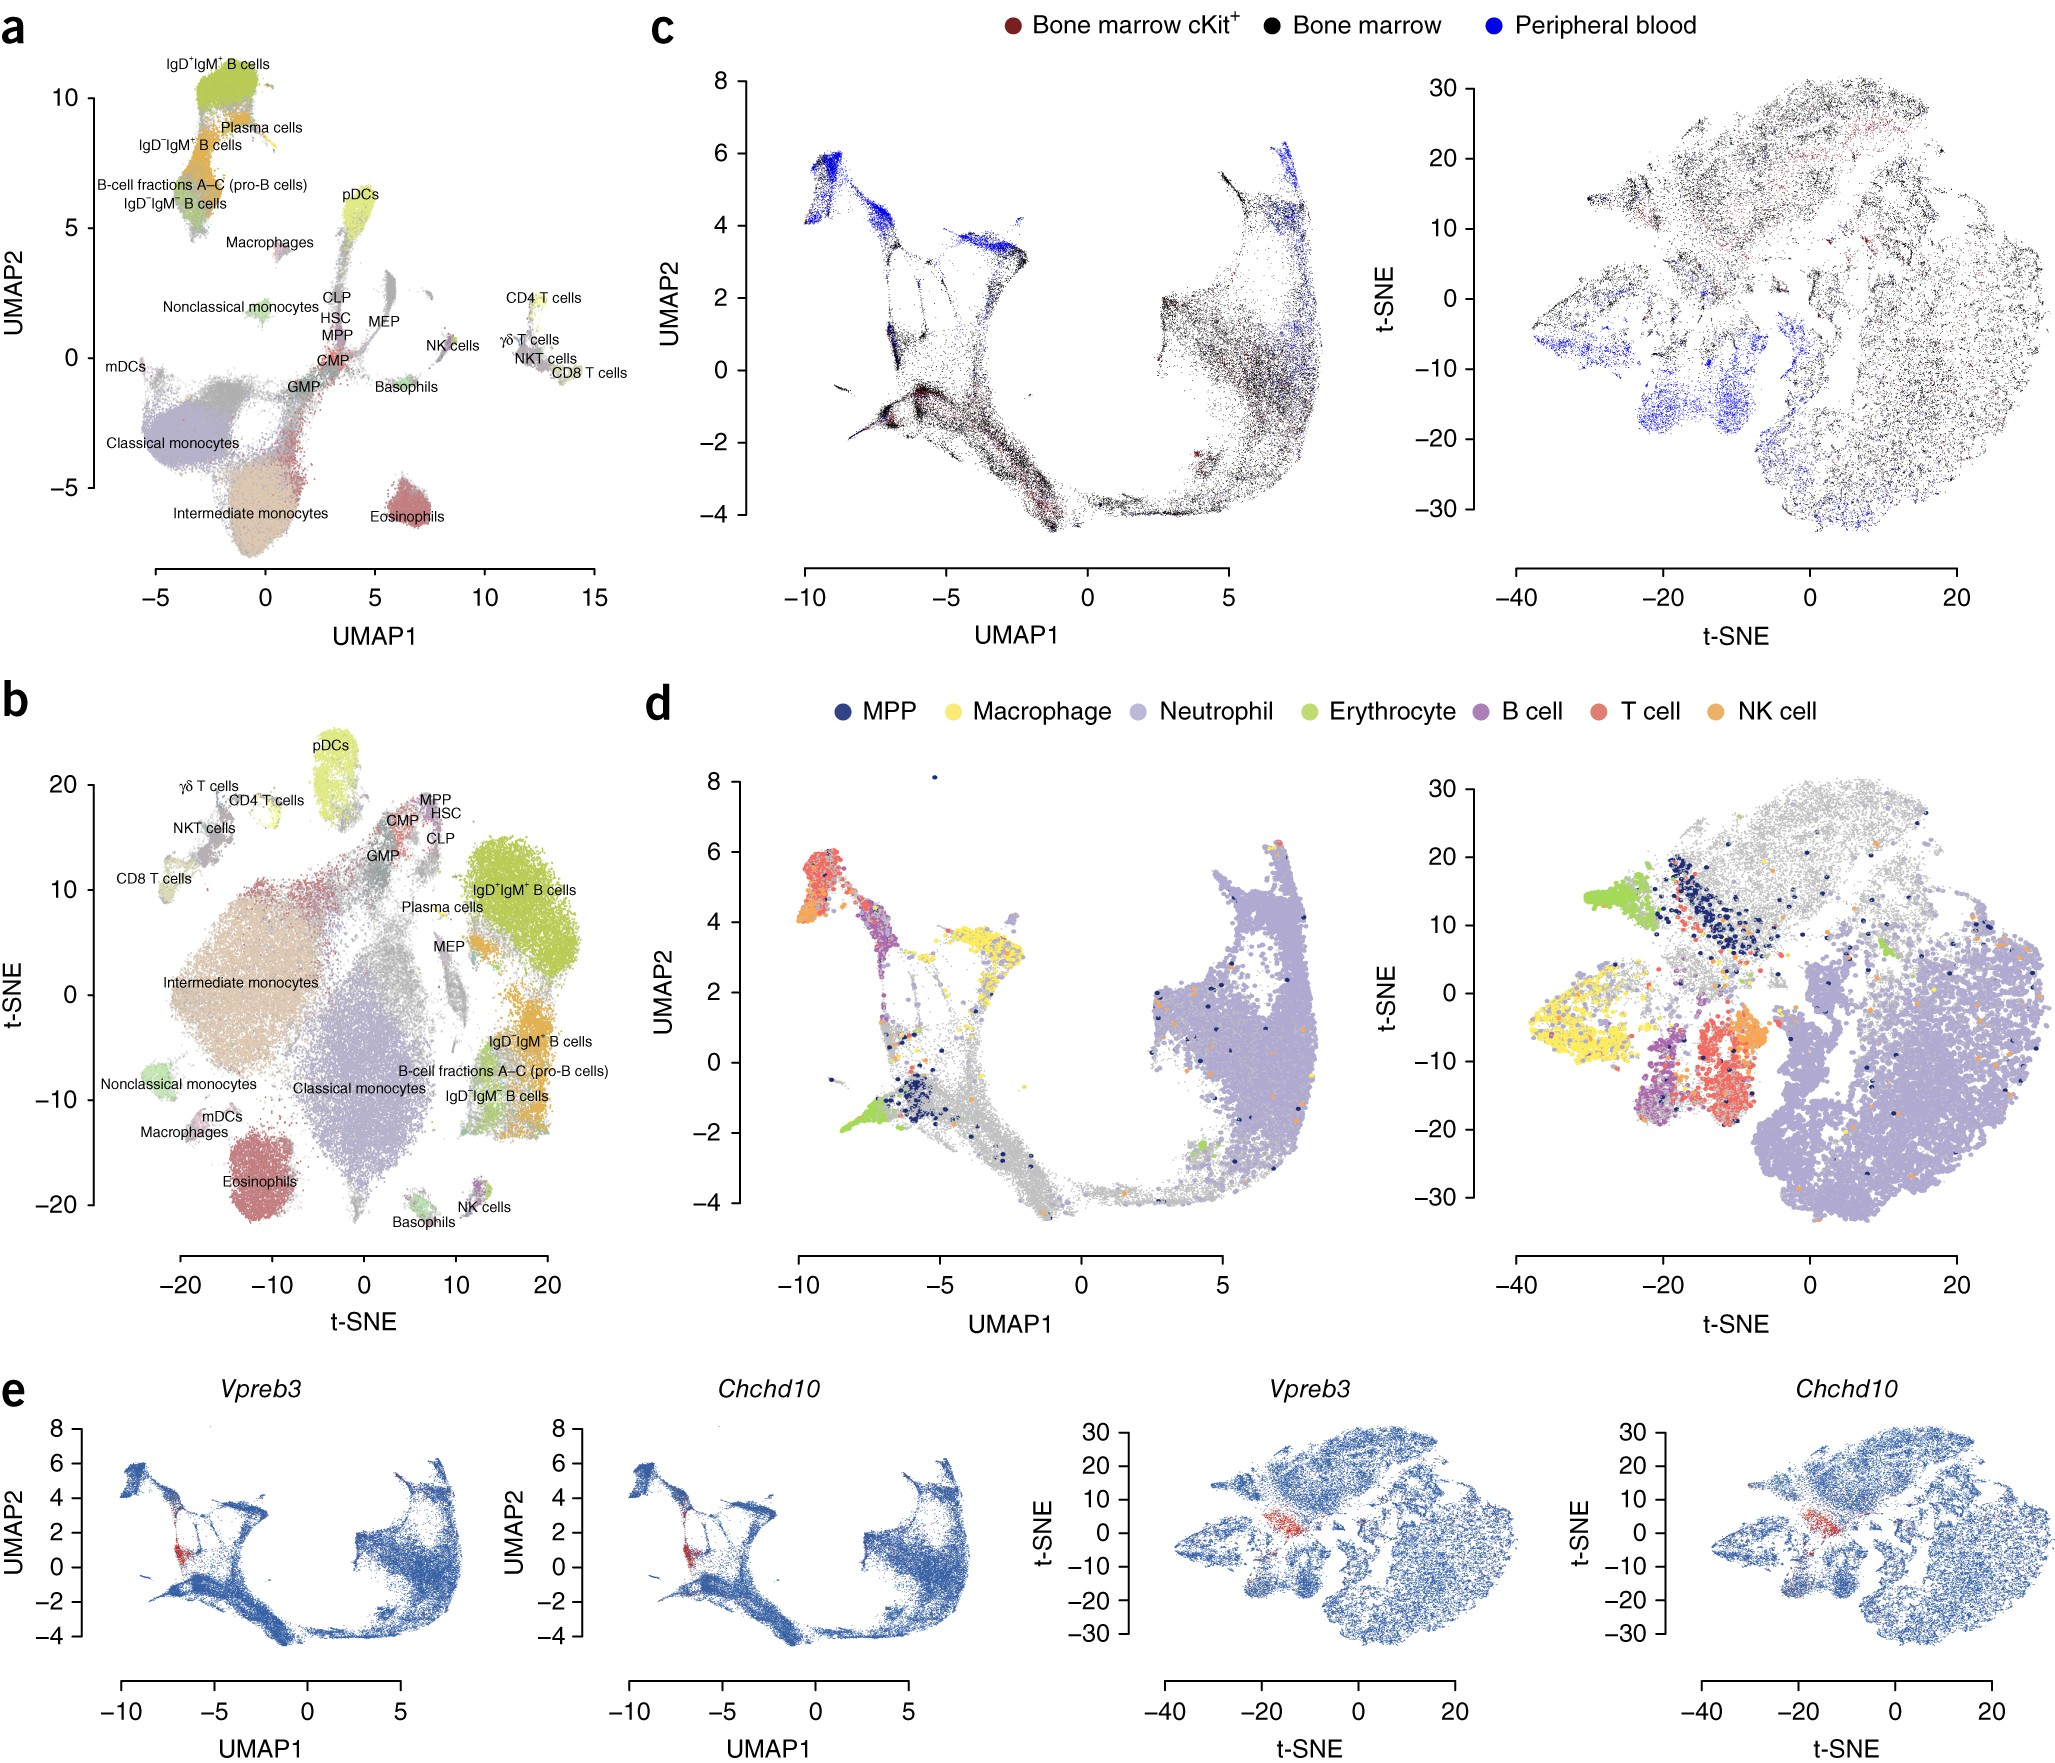 a
IgD+IgM+ B cells
Plasma cells
IgD−IgM+ B cells
B-cell fractions A–C (pro-B cells)
IgD−IgM− B cells
pDCs
Macrophages
Nonclassical monocytes
CLP
HSC
MPP
MEP
CMP
GMP
mDCs
NK cells
Basophils
CD4 T cells
γδ T cells
NKT cells
CD8 T cells
Classical monocytes
Intermediate monocytes
Eosinophils
10
5
0
−5
UMAP2
−5 0 5 10 15
UMAP1
c
Bone marrow cKit+ Bone marrow Peripheral blood
8
6
4
2
0
−2
−4
UMAP2
−10 −5 0 5
UMAP1
30
20
10
0
−10
−20
−30
t-SNE
−40 −20 0 20
t-SNE
b
pDCs
γδ T cells
CD4 T cells
NKT cells
CD8 T cells
MPP
HSC
CMP
CLP
GMP
IgD+IgM+ B cells
Plasma cells
MEP
Intermediate monocytes
IgD−IgM+ B cells
B-cell fractions A–C (pro-B cells)
IgD−IgM− B cells
Nonclassical monocytes
Classical monocytes
mDCs
Macrophages
Eosinophils
NK cells
Basophils
20
10
0
−10
−20
t-SNE
−20 −10 0 10 20
t-SNE
d
MPP Macrophage Neutrophil Erythrocyte B cell T cell NK cell
8
6
4
2
0
−2
−4
UMAP2
−10 −5 0 5
UMAP1
30
20
10
0
−10
−20
−30
t-SNE
−40 −20 0 20
t-SNE
e
Vpreb3
8
6
4
2
0
−2
−4
UMAP2
−10 −5 0 5
UMAP1
Chchd10
8
6
4
2
0
−2
−4
UMAP2
−10 −5 0 5
UMAP1
Vpreb3
30
20
10
0
−10
−20
−30
t-SNE
−40 −20 0 20
t-SNE
Chchd10
30
20
10
0
−10
−20
−30
t-SNE
−40 −20 0 20
t-SNE